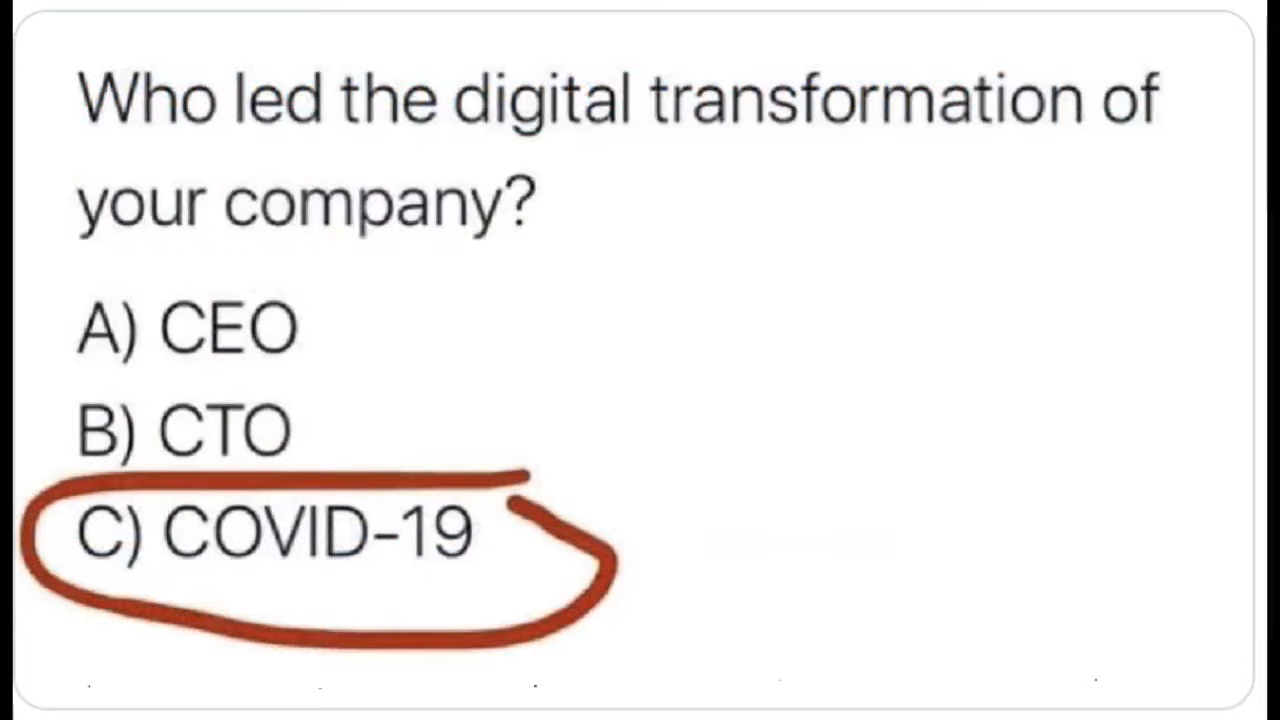 Who led the digital transformation of
your company?
A) CEO
B) CTO
C) COVID-19